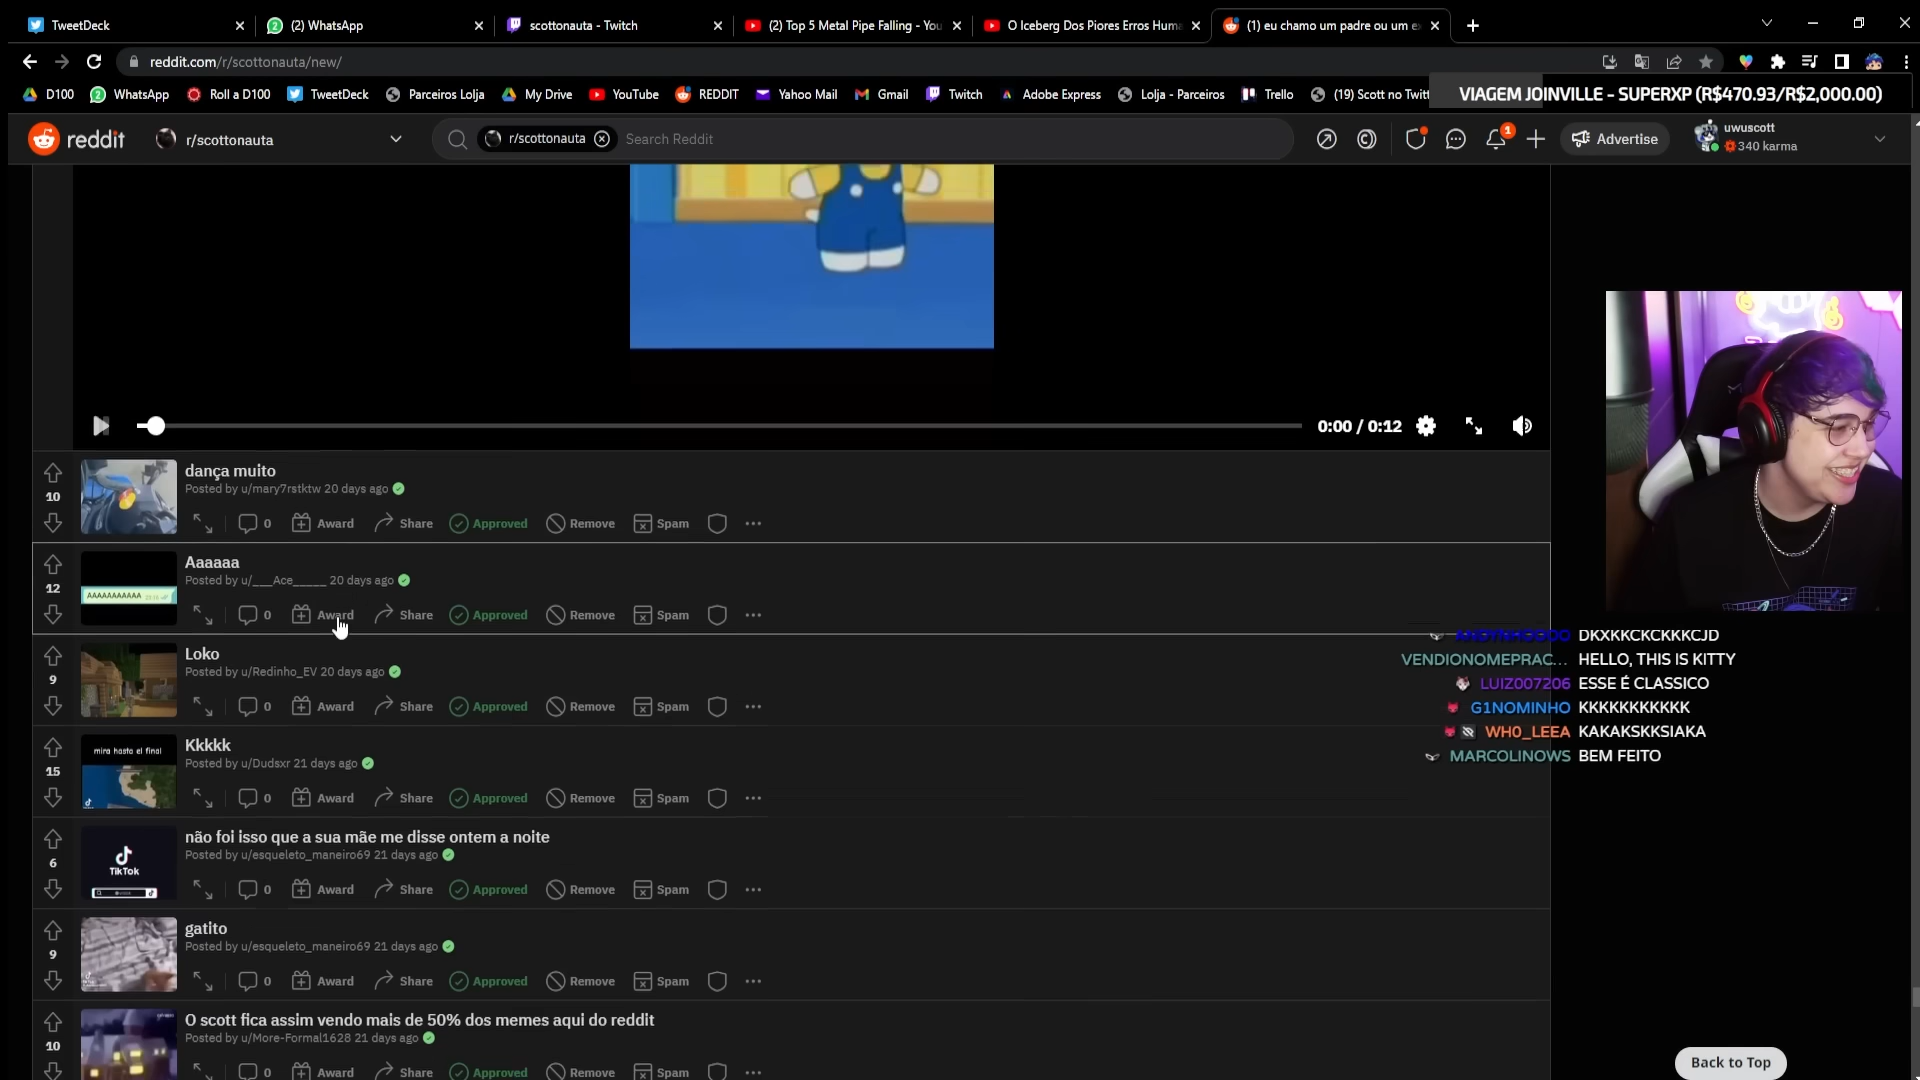 TweetDeck
(2) WhatsApp
scottonauta - Twitch
(2) Top 5 Metal Pipe Falling - You
O Iceberg Dos Piores Erros Huma
(1) eu chamo um padre ou um e
reddit.com/r/scottonauta/new/
D100
WhatsApp
Roll a D100
TweetDeck
Parceiros Lolja
My Drive
YouTube
REDDIT
Yahoo Mail
Gmail
Twitch
Adobe Express
Lolja - Parceiros
Trello
(19) Scott no Twitt
VIAGEM JOINVILLE - SUPERXP (R$470.93/R$2,000.00)
reddit
r/scottonauta
r/scottonauta
Search Reddit
1
Advertise
uwuscott
340 karma
0:00 / 0:12
10
dança muito
Posted by u/mary7rstktw 20 days ago
0 Award Share Approved Remove Spam
12
AAAAAAAAAAA
Aaaaaa
Posted by u/___Ace_____ 20 days ago
0 Award Share Approved Remove Spam
9
Loko
Posted by u/Redinho_EV 20 days ago
0 Award Share Approved Remove Spam
15
mira hasta el final
Kkkkk
Posted by u/Dudsxr 21 days ago
0 Award Share Approved Remove Spam
6
TikTok
não foi isso que a sua mãe me disse ontem a noite
Posted by u/esqueleto_maneiro69 21 days ago
0 Award Share Approved Remove Spam
9
gatito
Posted by u/esqueleto_maneiro69 21 days ago
0 Award Share Approved Remove Spam
10
O scott fica assim vendo mais de 50% dos memes aqui do reddit
Posted by u/More-Formal1628 21 days ago
0 Award Share Approved Remove Spam
DKXKKCKCKKKCJD
VENDIONOMEPRAC... HELLO, THIS IS KITTY
LUIZ007206 ESSE É CLASSICO
G1NOMINHO KKKKKKKKKKK
WH0_LEEA KAKAKSKKSIAKA
MARCOLINOWS BEM FEITO
Back to Top